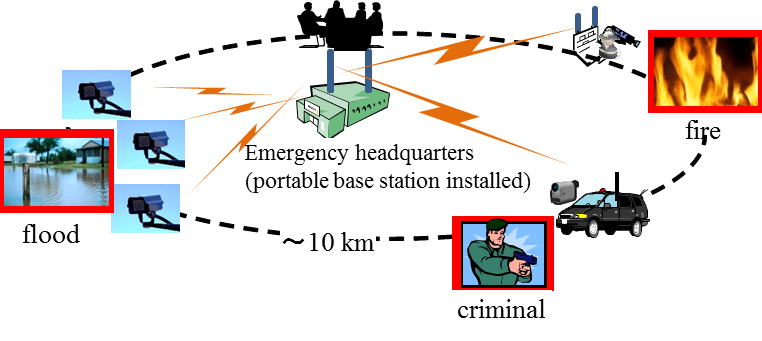 fire
Emergency headquarters
(portable base station installed)
flood
~ 10 km
criminal